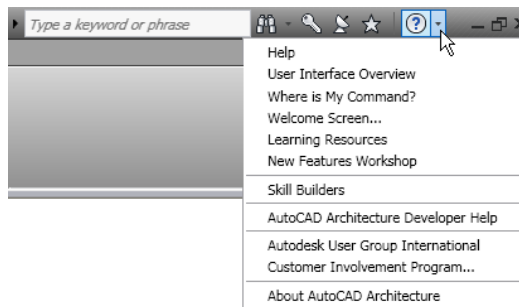 Type a keyword or phrase
Help
User Interface Overview
Where is My Command?
Welcome Screen...
Learning Resources
New Features Workshop
Skill Builders
AutoCAD Architecture Developer Help
Autodesk User Group International
Customer Involvement Program...
About AutoCAD Architecture